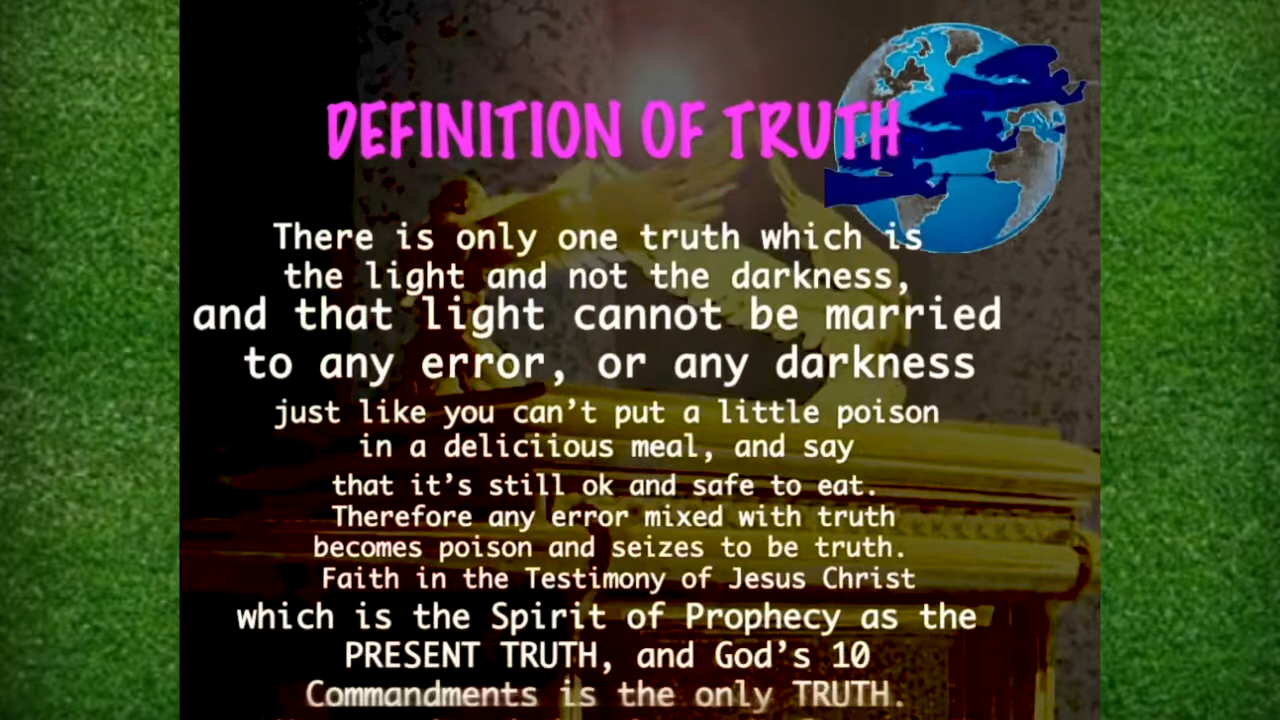 DEFINITION OF TRUTH
There is only one truth which is
the light and not the darkness,
and that light cannot be married
to any error, or any darkness
just like you can’t put a little poison
in a deliciious meal, and say
that it’s still ok and safe to eat.
Therefore any error mixed with truth
becomes poison and seizes to be truth.
Faith in the Testimony of Jesus Christ
which is the Spirit of Prophecy as the
PRESENT TRUTH, and God’s 10
Commandments is the only TRUTH.